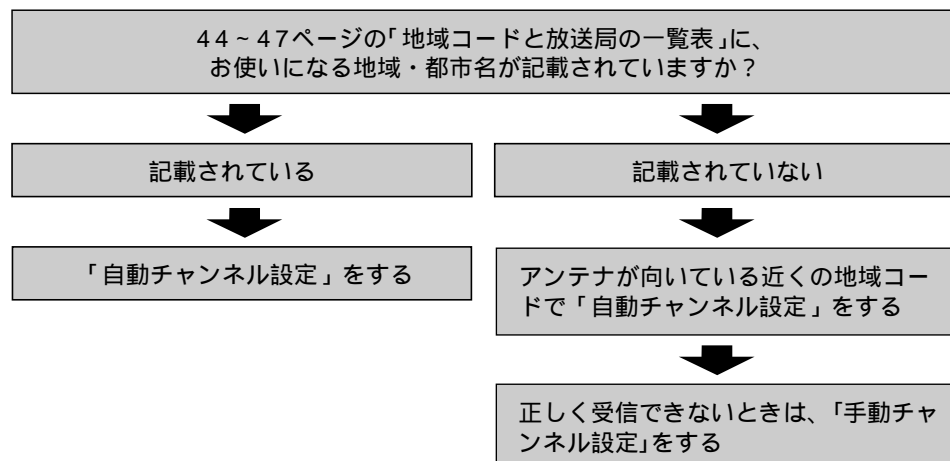 44～47ページの「地域コードと放送局の一覧表」に、
お使いになる地域・都市名が記載されていますか？
記載されている
記載されていない
「自動チャンネル設定」をする
アンテナが向いている近くの地域コー
ドで「自動チャンネル設定」をする
正しく受信できないときは、「手動チャ
ンネル設定」をする